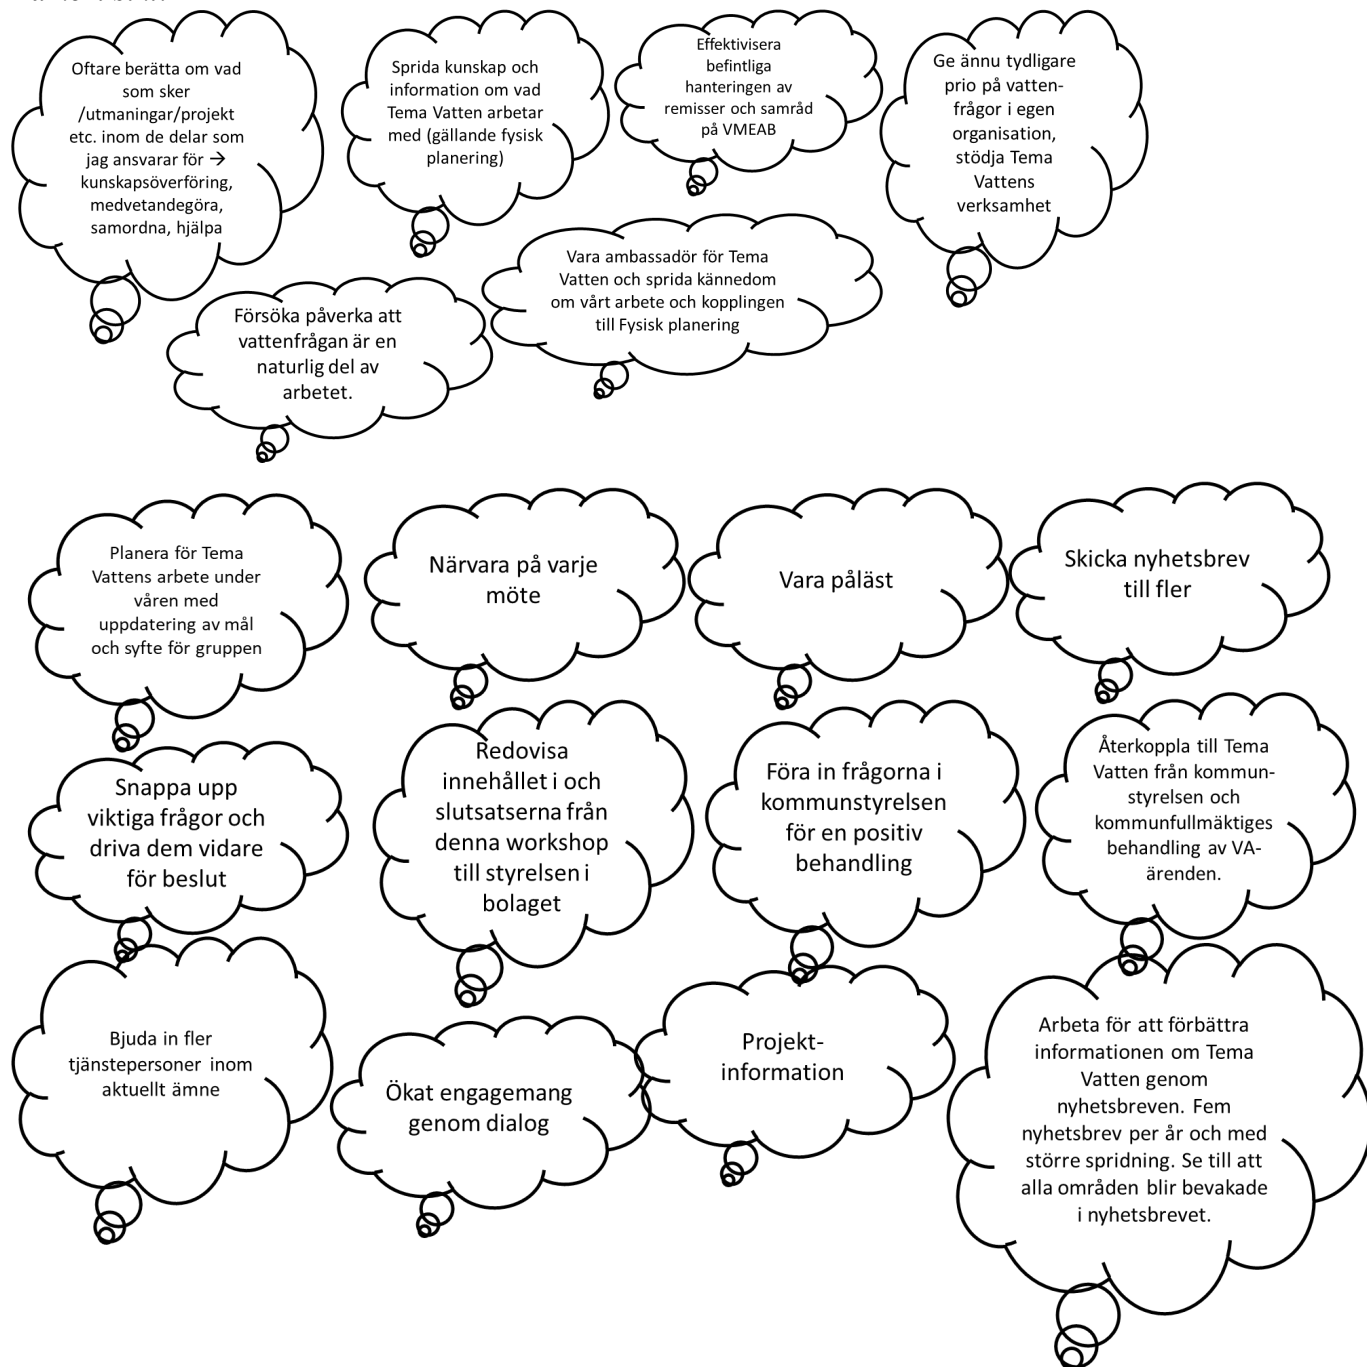 Oftare berätta om vad
som sker
/utmaningar/projekt
etc. inom de delar som
jag ansvarar för →
kunskapsöverföring,
medvetandegöra,
samordna, hjälpa
Sprida kunskap och
information om vad
Tema Vatten arbetar
med (gällande fysisk
planering)
Effektivisera
befintliga
hanteringen av
remisser och samråd
på VMEAB
Ge ännu tydligare
prio på vatten-
frågor i egen
organisation,
stödja Tema
Vattens
verksamhet
Försöka påverka att
vattenfrågan är en
naturlig del av
arbetet.
Vara ambassadör för Tema
Vatten och sprida kännedom
om vårt arbete och kopplingen
till Fysisk planering
Planera för Tema
Vattens arbete under
våren med
uppdatering av mål
och syfte för gruppen
Närvara på varje
möte
Vara påläst
Skicka nyhetsbrev
till fler
Snappa upp
viktiga frågor och
driva dem vidare
för beslut
Redovisa
innehållet i och
slutsatserna från
denna workshop
till styrelsen i
bolaget
Föra in frågorna i
kommunstyrelsen
för en positiv
behandling
Återkoppla till Tema
Vatten från kommun-
styrelsen och
kommunfullmäktiges
behandling av VA-
ärenden.
Bjuda in fler
tjänstepersoner inom
aktuellt ämne
Ökat engagemang
genom dialog
Projekt-
information
Arbeta för att förbättra
informationen om Tema
Vatten genom
nyhetsbreven. Fem
nyhetsbrev per år och med
större spridning. Se till att
alla områden blir bevakade
i nyhetsbrevet.